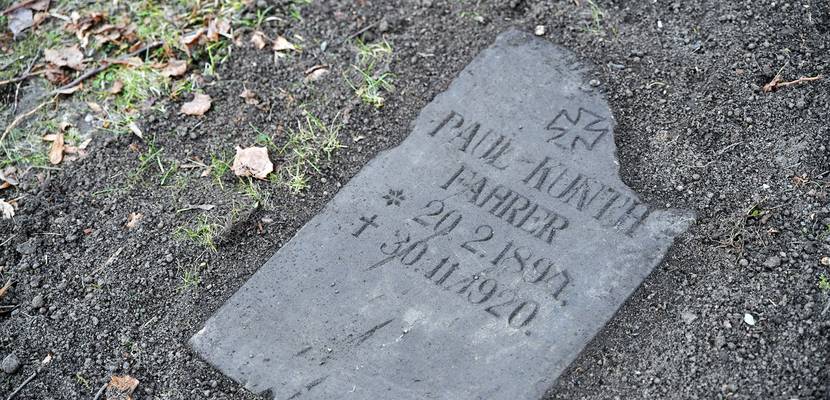 PAUL KUNTH
FAHRER
* 20.2.1897.
† 30.11.1920.